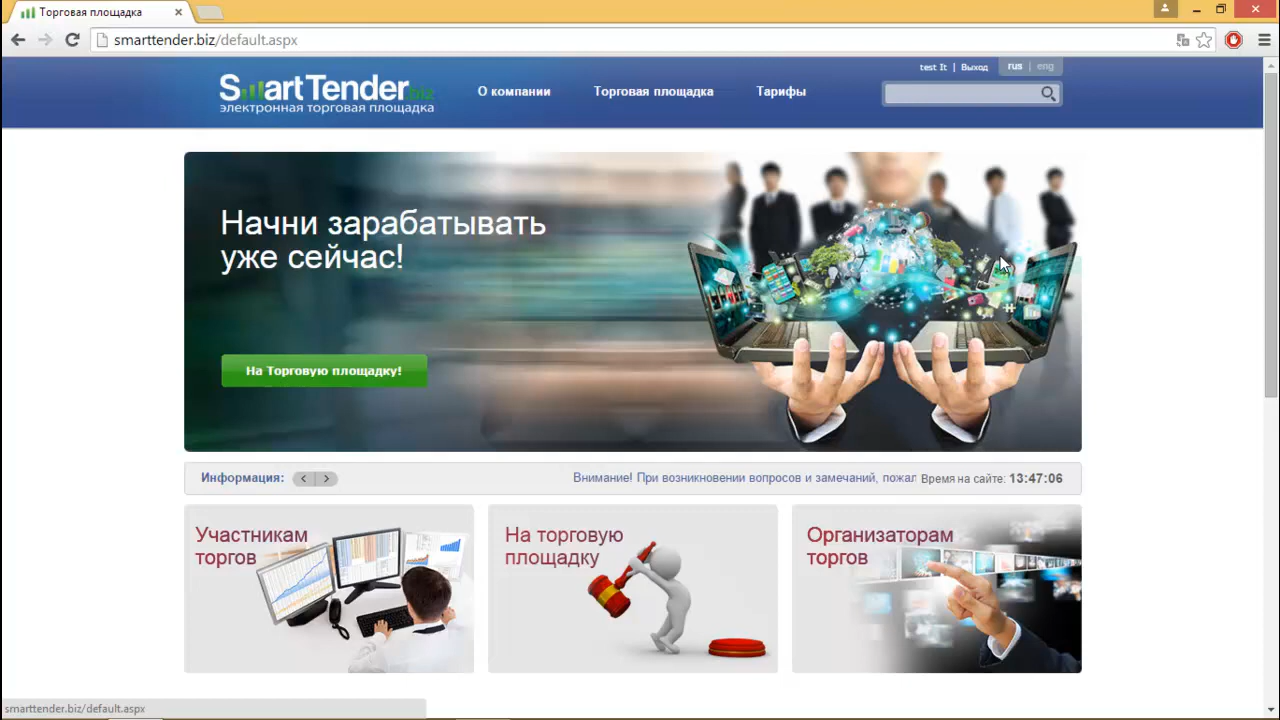 Торговая площадка
smarttender.biz/default.aspx
test It | Выход
rus | eng
SmartTender.biz
электронная торговая площадка
О компании
Торговая площадка
Тарифы
Начни зарабатывать
уже сейчас!
На Торговую площадку!
Информация:
Внимание! При возникновении вопросов и замечаний, пожал
Время на сайте: 13:47:06
Участникам
торгов
На торговую
площадку
Организаторам
торгов
smarttender.biz/default.aspx